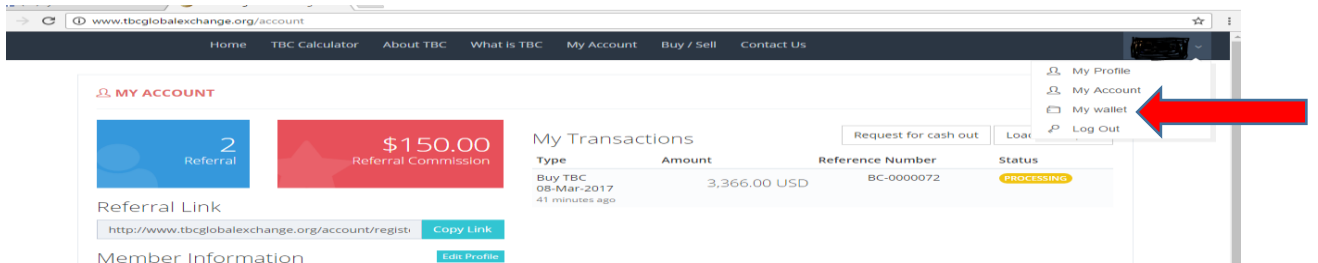 www.tbcglobalexchange.org/account
Home TBC Calculator About TBC What is TBC My Account Buy / Sell Contact Us
My Profile
My Account
My wallet
Log Out
MY ACCOUNT
2
Referral
$150.00
Referral Commission
Referral Link
http://www.tbcglobalexchange.org/account/regist Copy Link
Member Information Edit Profile
My Transactions Request for cash out
Type Amount Reference Number Status
Buy TBC 3,366.00 USD BC-0000072 PROCESSING
08-Mar-2017
41 minutes ago